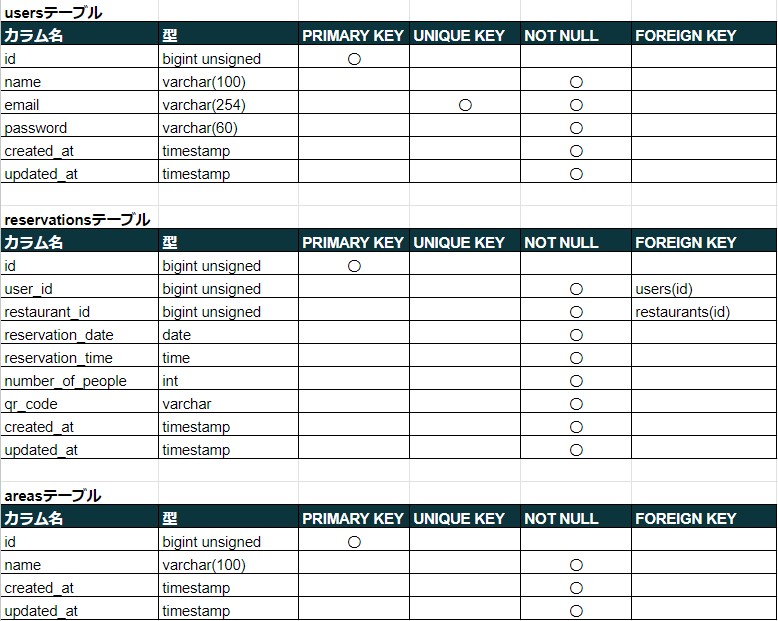 usersテーブル
カラム名 型 PRIMARY KEY UNIQUE KEY NOT NULL FOREIGN KEY
id bigint unsigned ○
name varchar(100) ○
email varchar(254) ○ ○
password varchar(60) ○
created_at timestamp ○
updated_at timestamp ○
reservationsテーブル
カラム名 型 PRIMARY KEY UNIQUE KEY NOT NULL FOREIGN KEY
id bigint unsigned ○
user_id bigint unsigned ○ users(id)
restaurant_id bigint unsigned ○ restaurants(id)
reservation_date date ○
reservation_time time ○
number_of_people int ○
qr_code varchar ○
created_at timestamp ○
updated_at timestamp ○
areasテーブル
カラム名 型 PRIMARY KEY UNIQUE KEY NOT NULL FOREIGN KEY
id bigint unsigned ○
name varchar(100) ○
created_at timestamp ○
updated_at timestamp ○